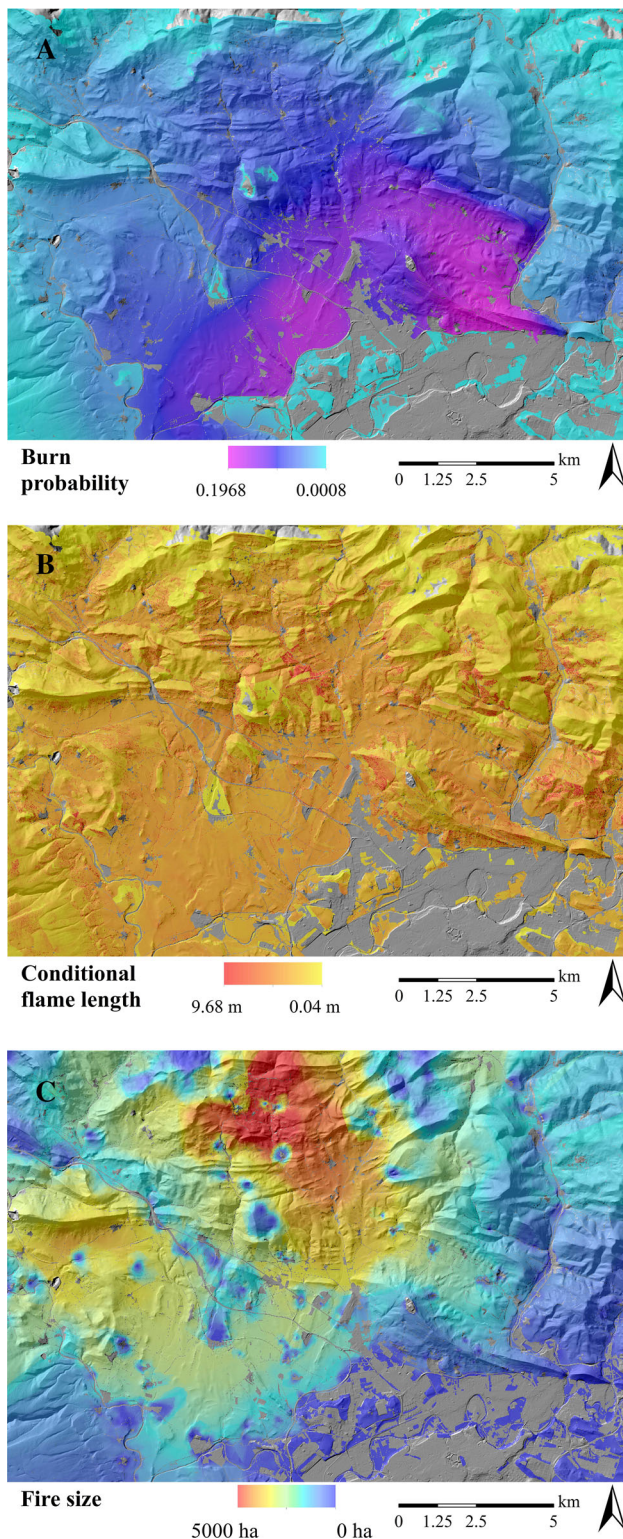 A
Burn
probability
0.1968 0.0008
km
0 1.25 2.5 5
B
Conditional
flame length
9.68 m 0.04 m
km
0 1.25 2.5 5
C
Fire size
5000 ha 0 ha
km
0 1.25 2.5 5